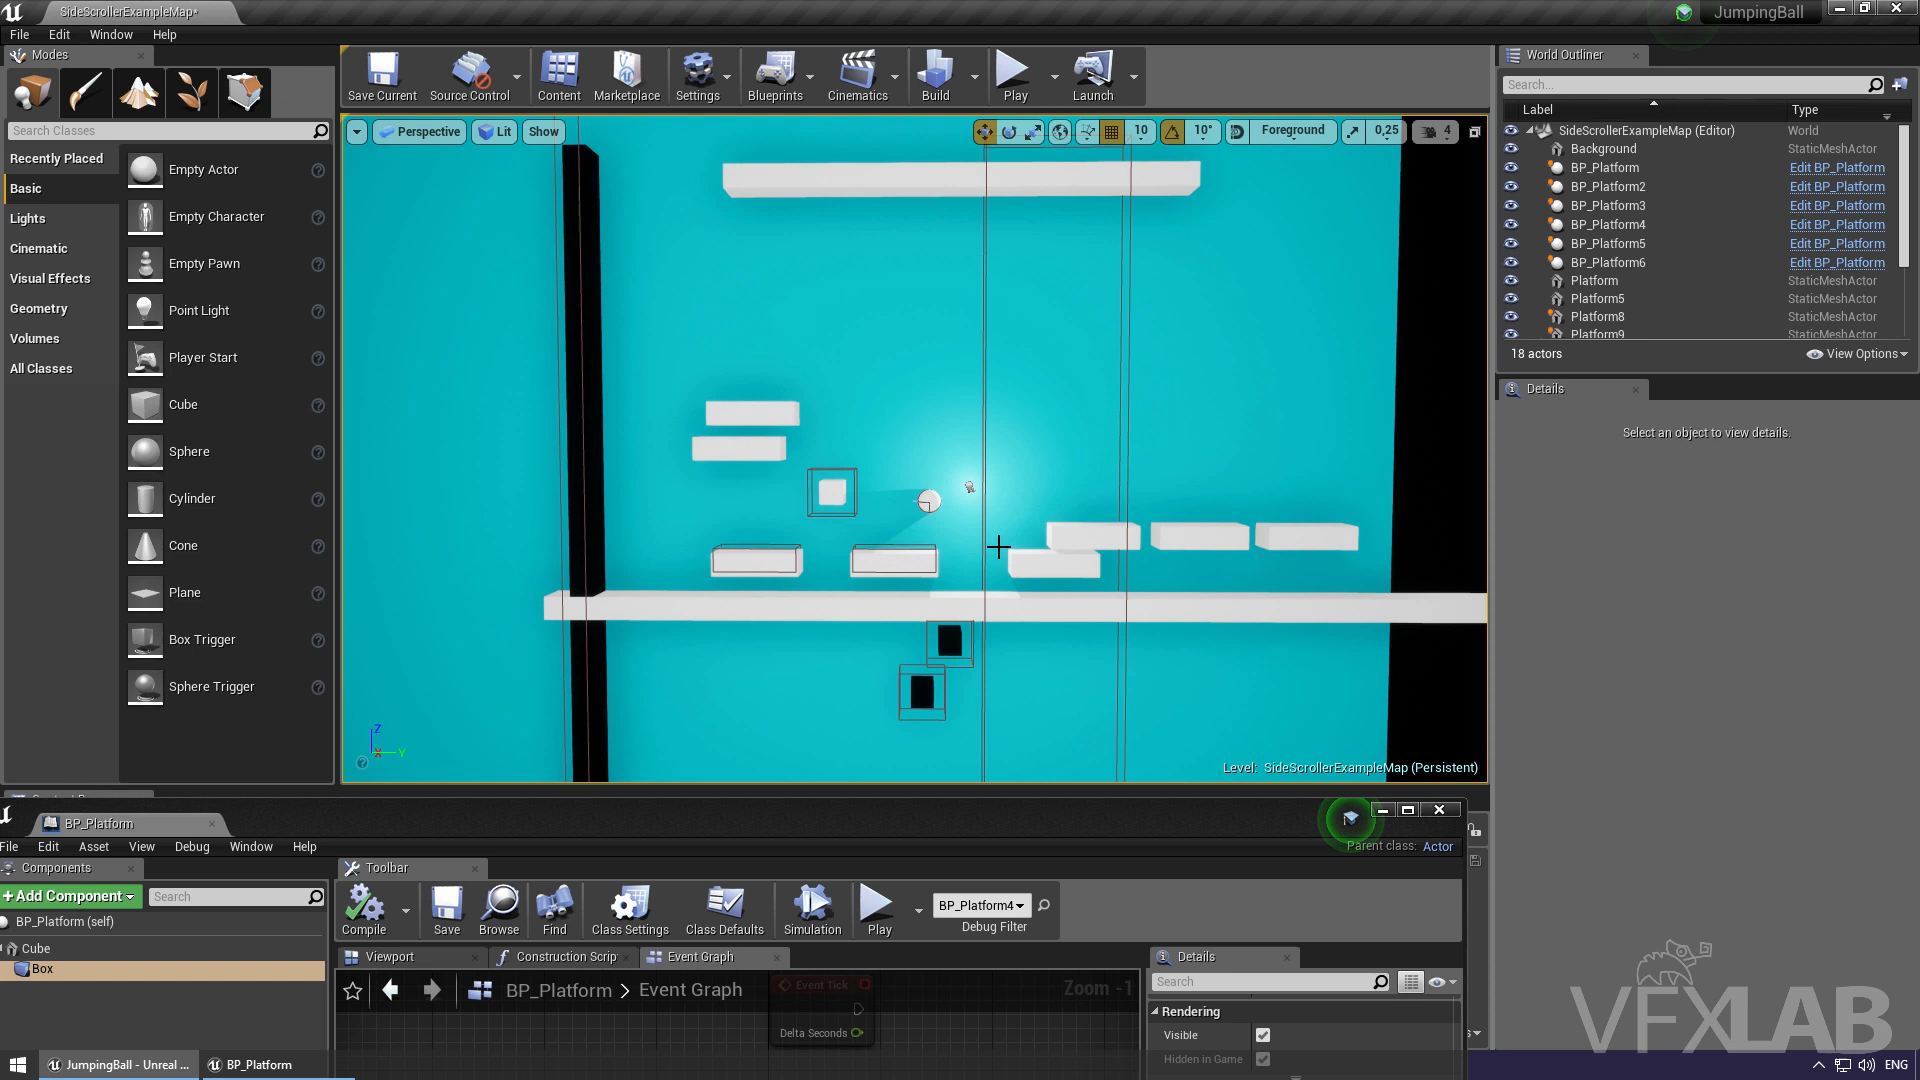 SideScrollerExampleMap*
JumpingBall
File Edit Window Help
Modes
Search Classes
Recently Placed
Basic
Lights
Cinematic
Visual Effects
Geometry
Volumes
All Classes
Empty Actor
Empty Character
Empty Pawn
Point Light
Player Start
Cube
Sphere
Cylinder
Cone
Plane
Box Trigger
Sphere Trigger
Save Current
Source Control
Content
Marketplace
Settings
Blueprints
Cinematics
Build
Play
Launch
Perspective Lit Show
10 10° Foreground 0,25 4
Z
X Y
Level: SideScrollerExampleMap (Persistent)
World Outliner
Search...
Label Type
SideScrollerExampleMap (Editor) World
Background StaticMeshActor
BP_Platform Edit BP_Platform
BP_Platform2 Edit BP_Platform
BP_Platform3 Edit BP_Platform
BP_Platform4 Edit BP_Platform
BP_Platform5 Edit BP_Platform
BP_Platform6 Edit BP_Platform
Platform StaticMeshActor
Platform5 StaticMeshActor
Platform8 StaticMeshActor
Platform9 StaticMeshActor
18 actors View Options
Details
Select an object to view details.
BP_Platform
File Edit Asset View Debug Window Help
Parent class: Actor
Components
+Add Component Search
BP_Platform (self)
Cube
Box
Toolbar
Compile
Save
Browse
Find
Class Settings
Class Defaults
Simulation
Play
BP_Platform4
Debug Filter
Viewport
Construction Scrip
Event Graph
BP_Platform > Event Graph
Zoom -1
Event Tick
Delta Seconds
Details
Search
Rendering
Visible
Hidden in Game
VFXLAB
JumpingBall - Unreal ...
BP_Platform
ENG